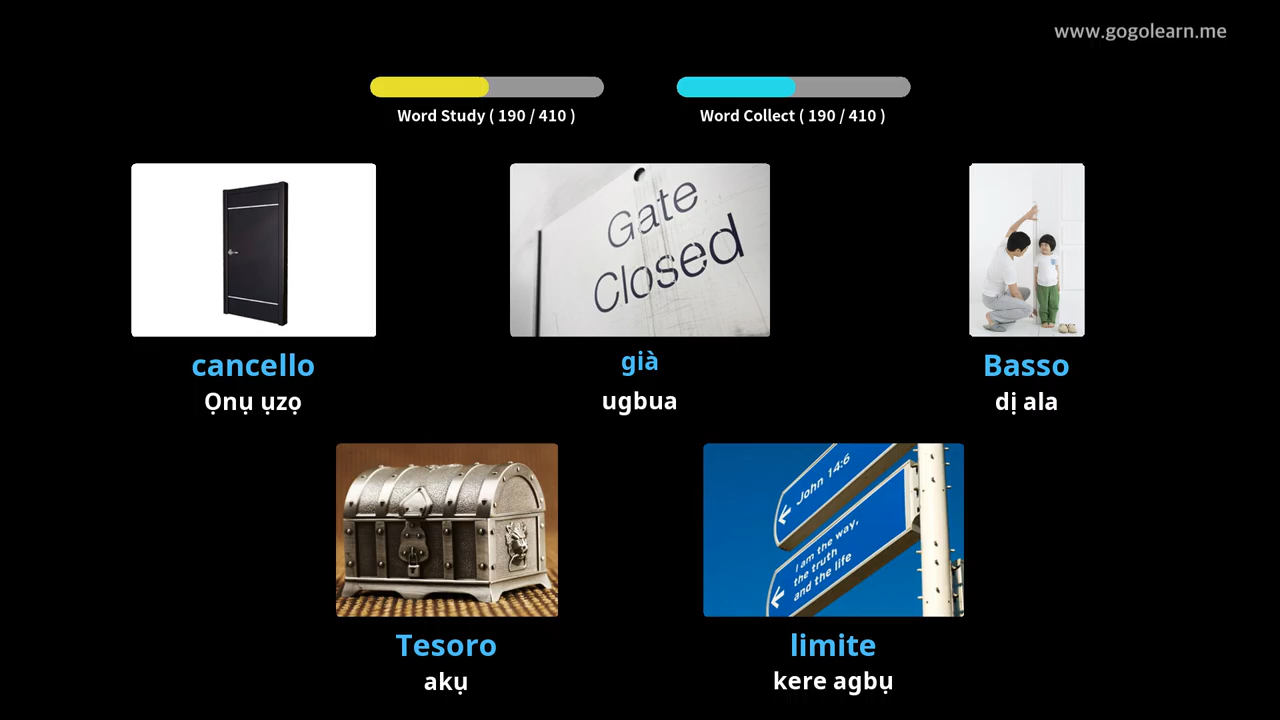 www.gogolearn.me
Word Study ( 190 / 410 )
Word Collect ( 190 / 410 )
Gate
Closed
cancello
Ọnụ ụzọ
già
ugbua
Basso
dị ala
John 14:6
I am the way,
the truth
and the life
Tesoro
akụ
limite
kere agbụ